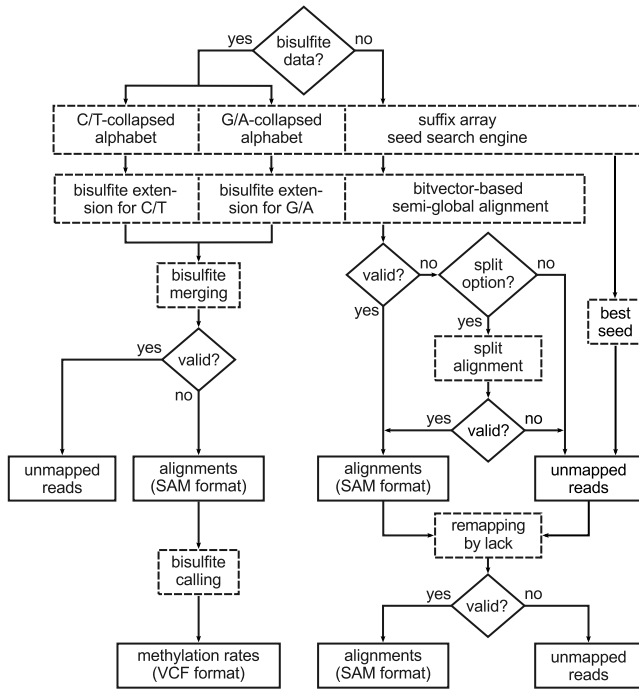 bisulfite
data?
yes
no
C/T-collapsed
alphabet
G/A-collapsed
alphabet
suffix array
seed search engine
bisulfite exten-
sion for C/T
bisulfite exten-
sion for G/A
bitvector-based
semi-global alignment
bisulfite
merging
valid?
no
split
option?
no
yes
yes
best
seed
split
alignment
yes
valid?
no
yes
valid?
no
unmapped
reads
alignments
(SAM format)
alignments
(SAM format)
unmapped
reads
remapping
by lack
bisulfite
calling
yes
valid?
no
methylation rates
(VCF format)
alignments
(SAM format)
unmapped
reads